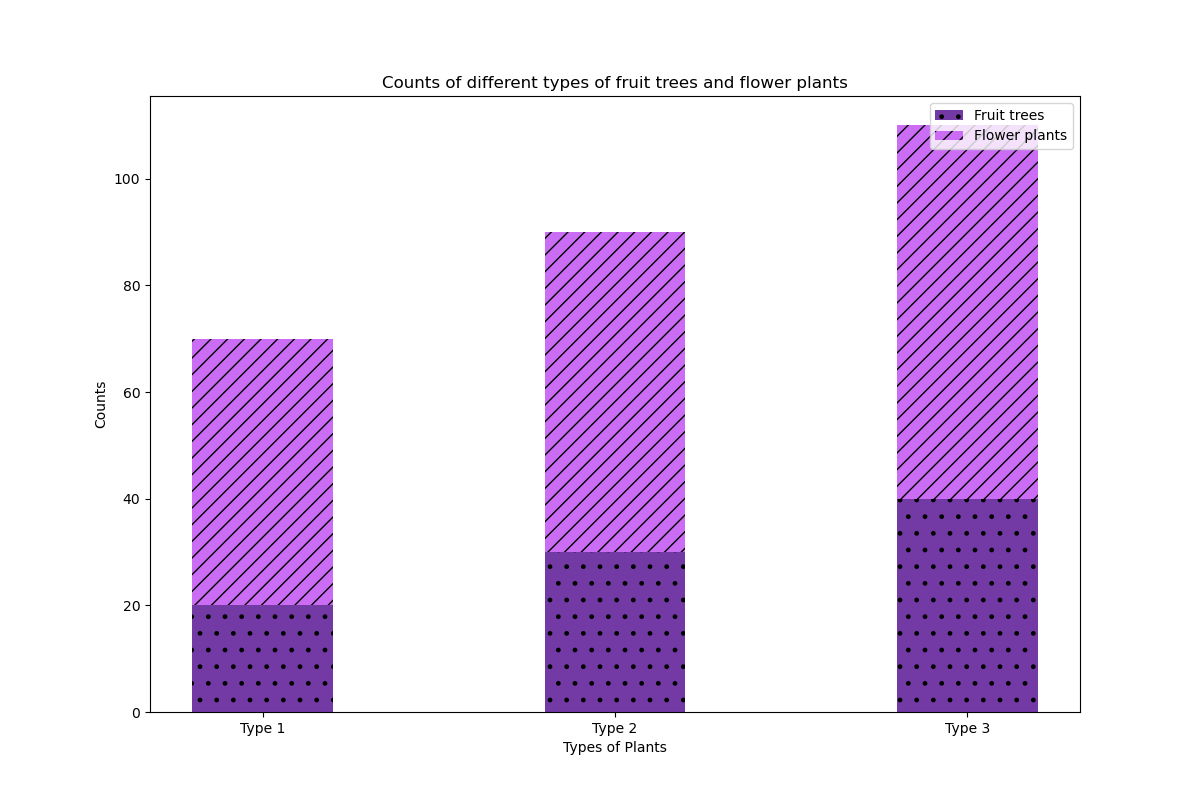 Counts of different types of fruit trees and flower plants
Fruit trees
Flower plants
100
80
60
40
20
0
Counts
Type 1
Type 2
Type 3
Types of Plants